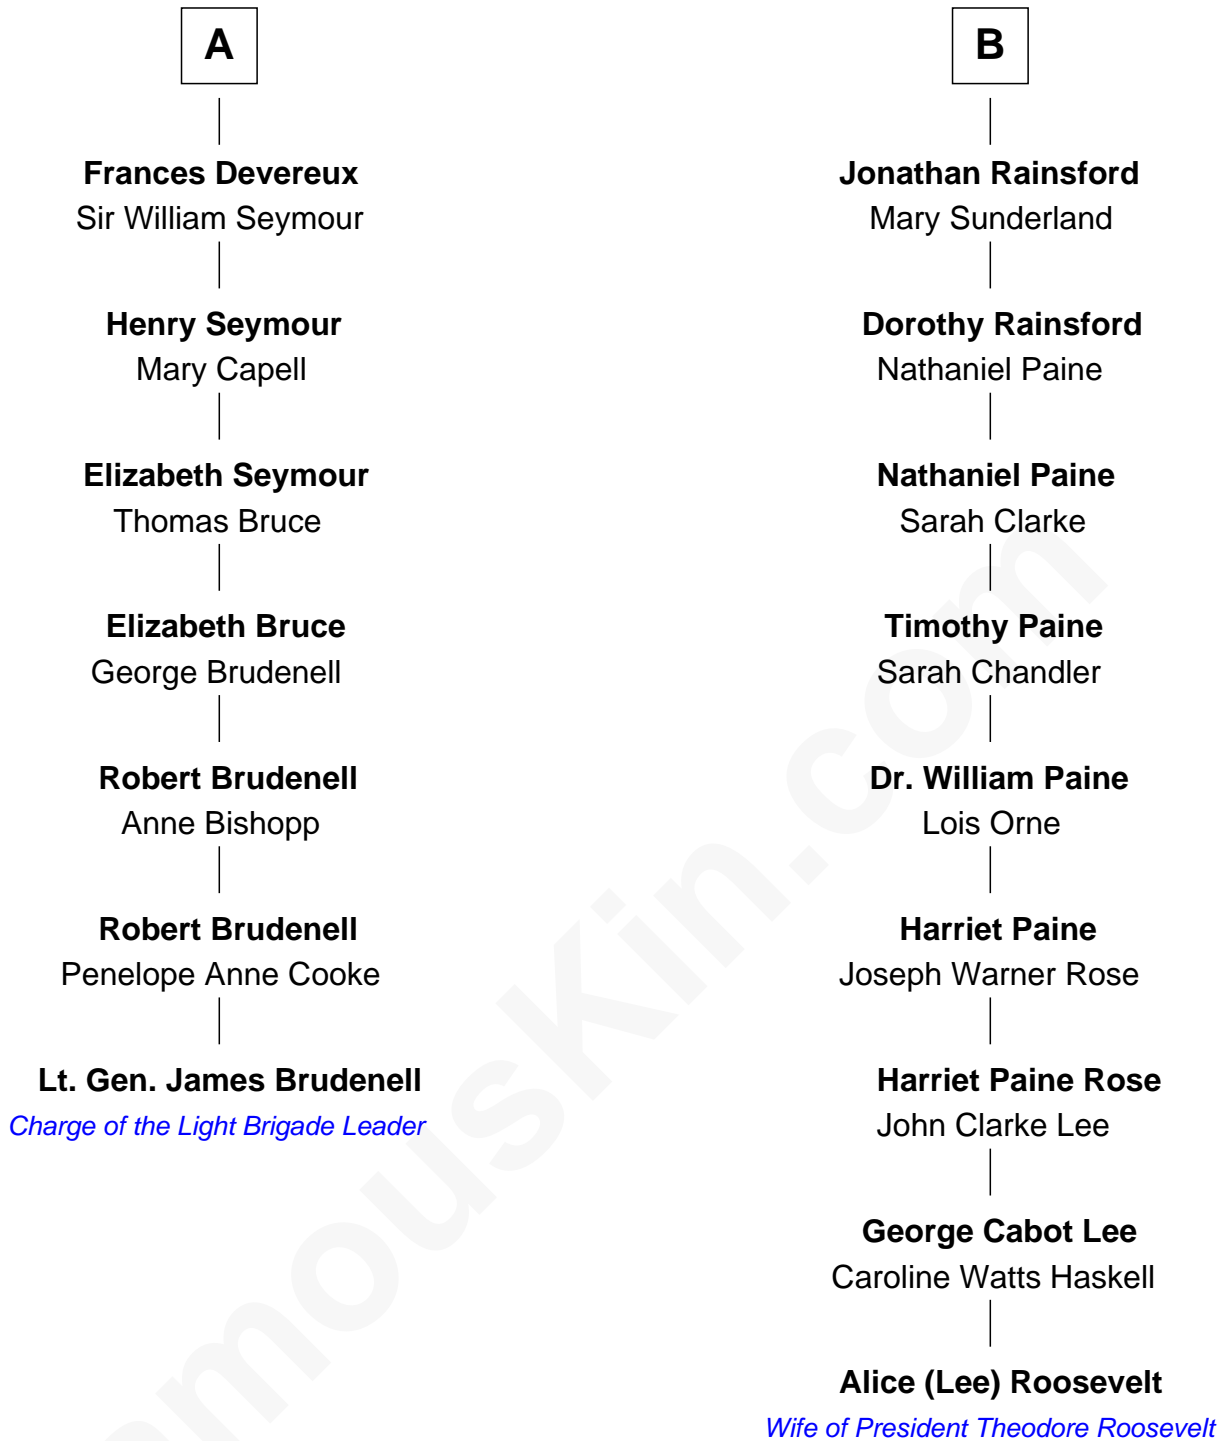 A
Frances Devereux
Sir William Seymour
Henry Seymour
Mary Capell
Elizabeth Seymour
Thomas Bruce
Elizabeth Bruce
George Brudenell
Robert Brudenell
Anne Bishopp
Robert Brudenell
Penelope Anne Cooke
Lt. Gen. James Brudenell
Charge of the Light Brigade Leader
B
Jonathan Rainsford
Mary Sunderland
Dorothy Rainsford
Nathaniel Paine
Nathaniel Paine
Sarah Clarke
Timothy Paine
Sarah Chandler
Dr. William Paine
Lois Orne
Harriet Paine
Joseph Warner Rose
Harriet Paine Rose
John Clarke Lee
George Cabot Lee
Caroline Watts Haskell
Alice (Lee) Roosevelt
Wife of President Theodore Roosevelt
amousKin.com